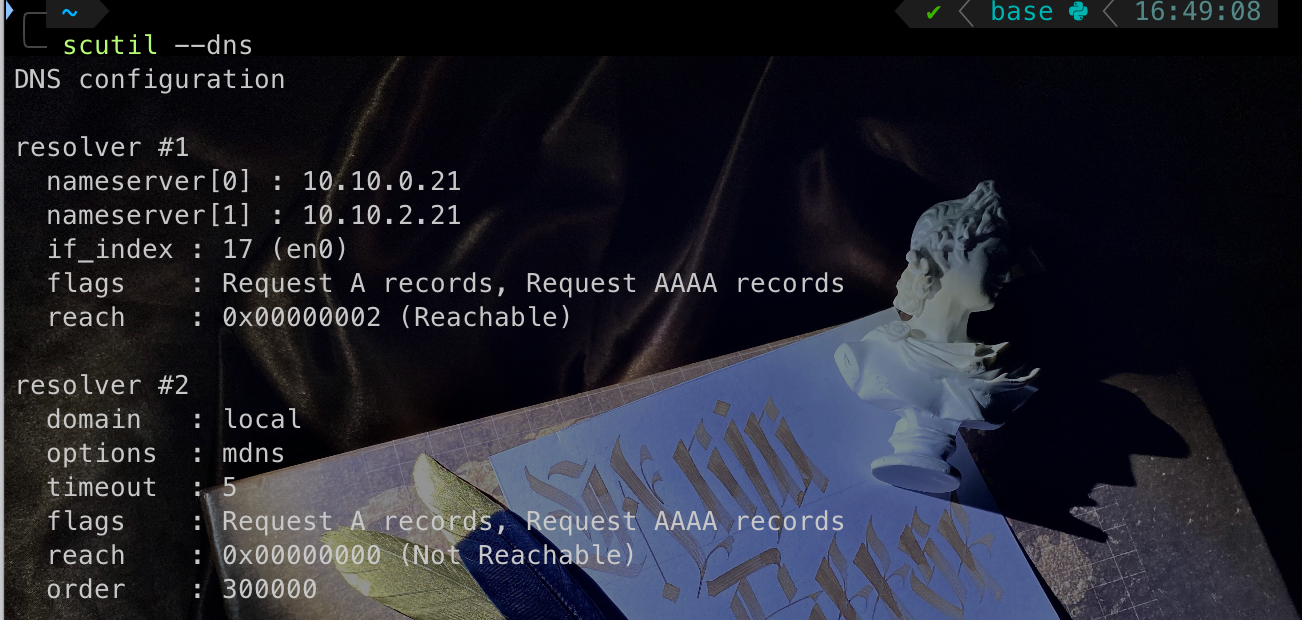 ~ ✔ base 16:49:08
scutil --dns
DNS configuration

resolver #1
  nameserver[0] : 10.10.0.21
  nameserver[1] : 10.10.2.21
  if_index : 17 (en0)
  flags    : Request A records, Request AAAA records
  reach    : 0x00000002 (Reachable)

resolver #2
  domain   : local
  options  : mdns
  timeout  : 5
  flags    : Request A records, Request AAAA records
  reach    : 0x00000000 (Not Reachable)
  order    : 300000